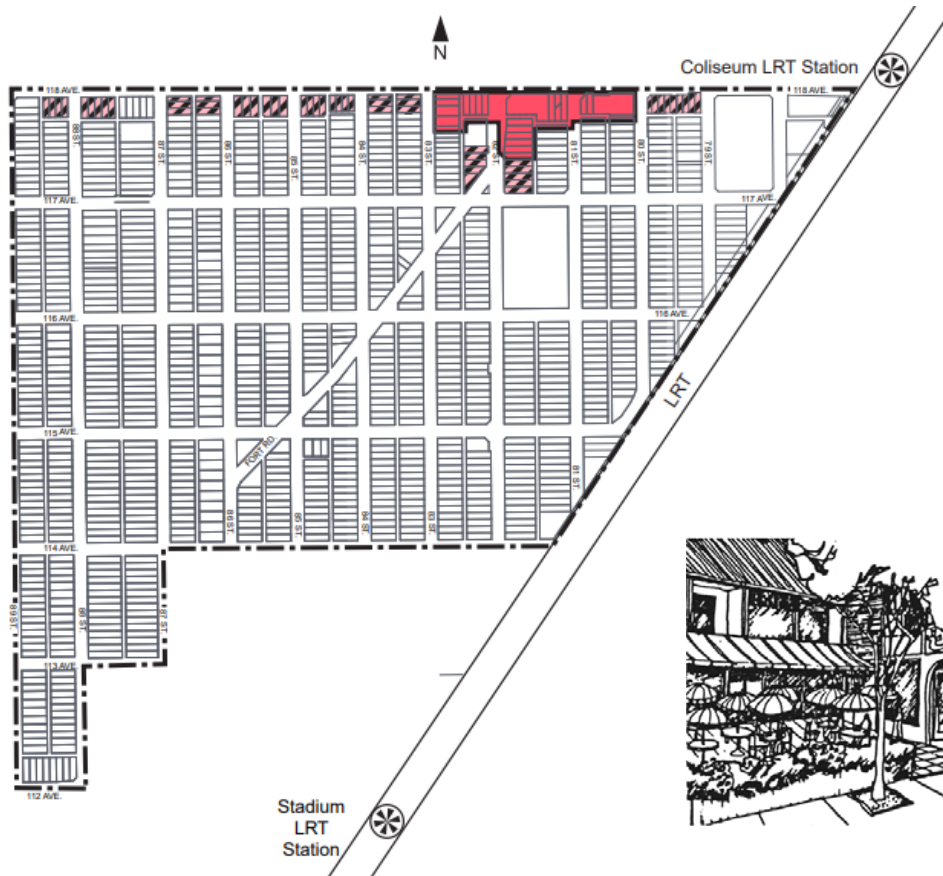 N
Coliseum LRT Station
118 AVE.
118 AVE.
88 ST.
87 ST.
86 ST.
85 ST.
84 ST.
83 ST.
82 ST.
81 ST.
80 ST.
79 ST.
117 AVE.
117 AVE.
116 AVE.
116 AVE.
LRT
115 AVE.
FORT RD.
81 ST.
86 ST.
85 ST.
84 ST.
83 ST.
114 AVE.
89 ST.
88 ST.
87 ST.
113 AVE.
112 AVE.
Stadium
LRT
Station